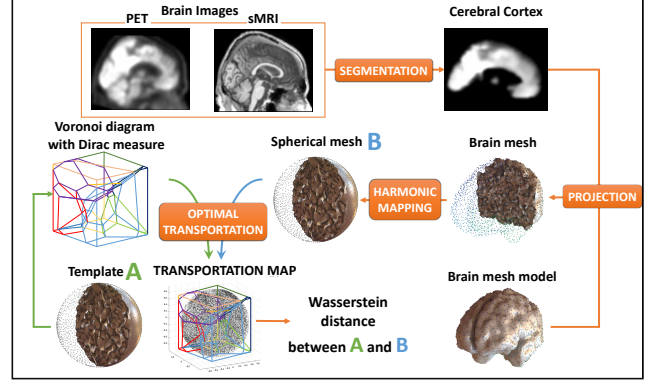 Brain Images
PET
sMRI
Cerebral Cortex
SEGMENTATION
Voronoi diagram
with Dirac measure
Spherical mesh B
Brain mesh
HARMONIC
MAPPING
PROJECTION
OPTIMAL
TRANSPORTATION
Template A
TRANSPORTATION MAP
Brain mesh model
Wasserstein
distance
between A and B